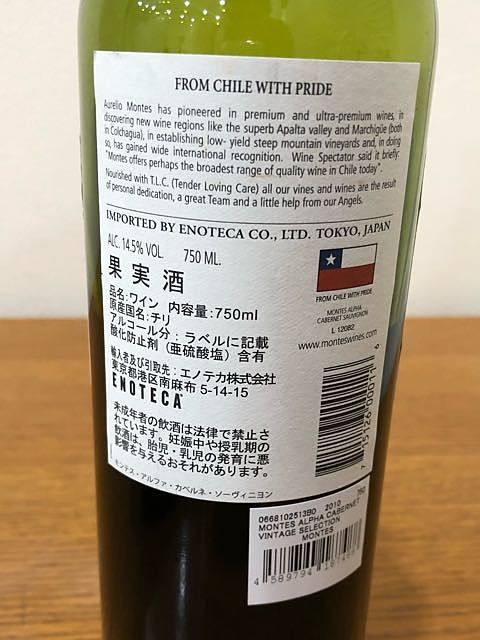 FROM CHILE WITH PRIDE
Aurelio Montes has pioneered in premium and ultra-premium wines, in
discovering new wine regions like the superb Apalta valley and Marchigüe (both
in Colchagua), in establishing low- yield steep mountain vineyards and, in doing
so, has gained wide international recognition. Wine Spectator said it briefly:
"Montes offers perhaps the broadest range of quality wine in Chile today".
Nourished with T.L.C. (Tender Loving Care) all our vines and wines are the result
of personal dedication, a great Team and a little help from our Angels.
IMPORTED BY ENOTECA CO., LTD. TOKYO, JAPAN
ALC. 14.5% VOL. 750 ML.
果実酒
品名:ワイン 内容量:750ml
原産国名:チリ
アルコール分:ラベルに記載
酸化防止剤(亜硫酸塩)含有
輸入者及び引取先:エノテカ株式会社
東京都港区南麻布 5-14-15
ENOTECA
未成年者の飲酒は法律で禁止さ
れています。妊娠中や授乳期の
飲酒は、胎児・乳児の発育に悪
影響を与えるおそれがあります。
モンテス・アルファ・カベルネ・ソーヴィニヨン
FROM CHILE WITH PRIDE
MONTES ALPHA
CABERNET SAUVIGNON
L 12082
www.monteswines.com
7 15126 00011 6
0668102513B0 2010 750
MONTES ALPHA CABERNET
VINTAGE SELECTION
MONTES
4 589794